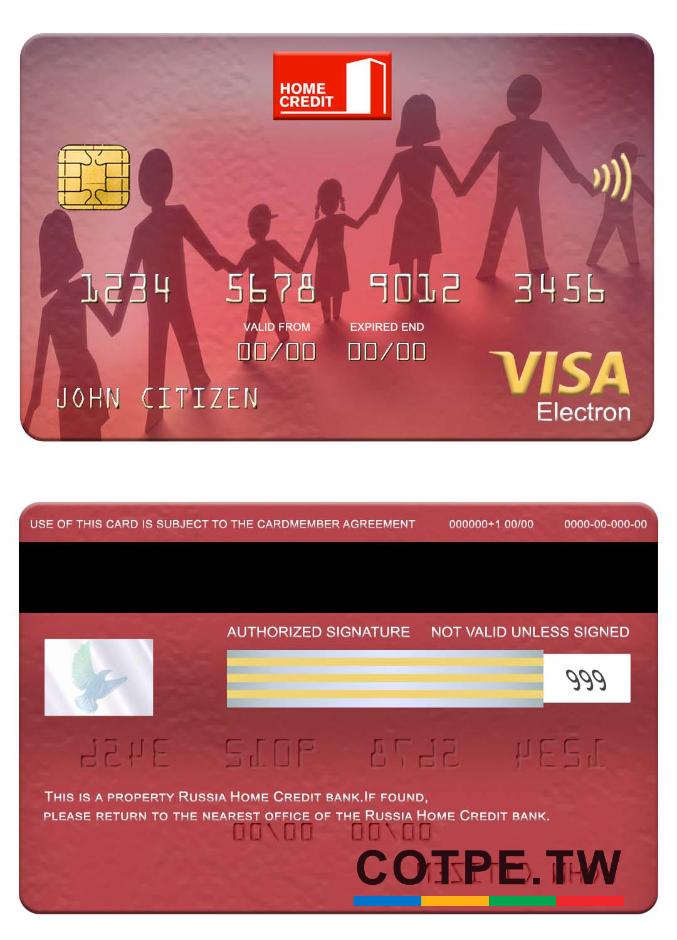 HOME
CREDIT
1234 5678 9012 3456
VALID FROM EXPIRED END
00/00 00/00
VISA
JOHN CITIZEN
Electron
USE OF THIS CARD IS SUBJECT TO THE CARDMEMBER AGREEMENT 000000+1 00/00 0000-00-000-00
AUTHORIZED SIGNATURE NOT VALID UNLESS SIGNED
999
THIS IS A PROPERTY RUSSIA HOME CREDIT BANK.IF FOUND,
PLEASE RETURN TO THE NEAREST OFFICE OF THE RUSSIA HOME CREDIT BANK.
00/00 00/00
COTPE.TW